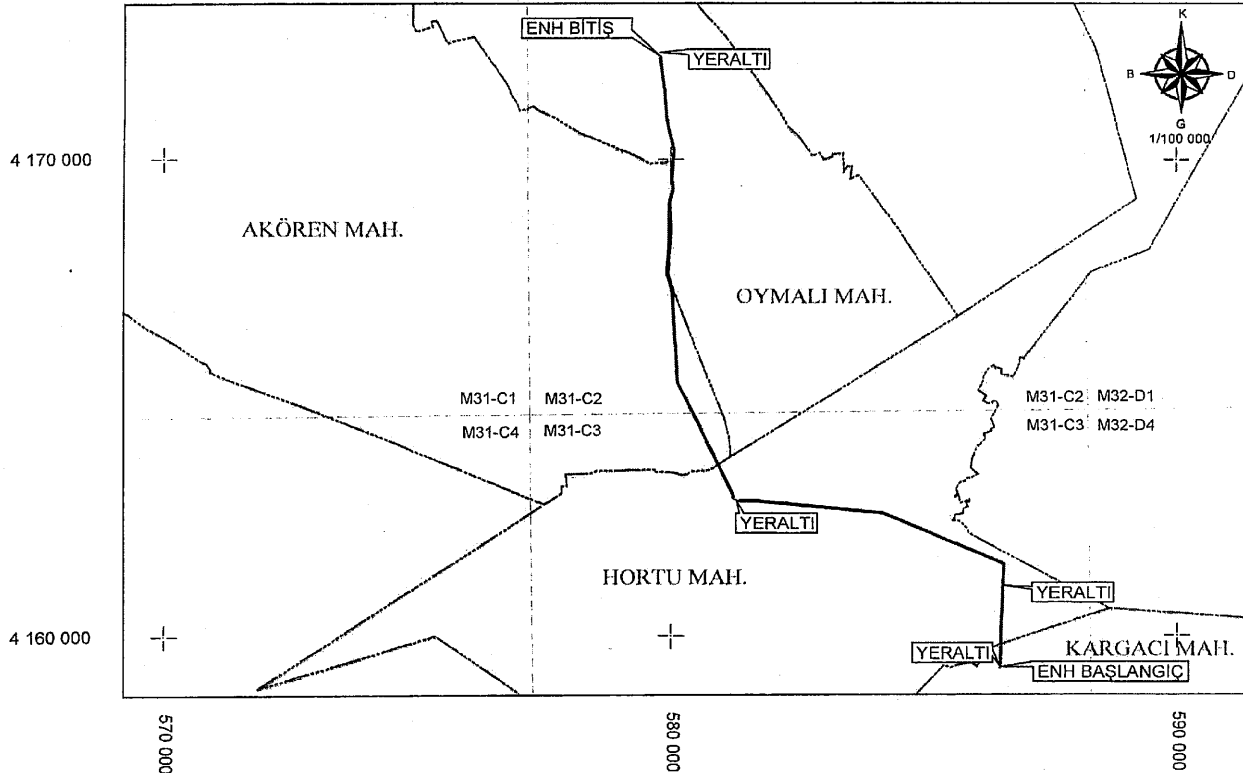 ENH BİTİŞ
YERALTI
K
B
D
G
1/100 000
4 170 000
AKÖREN MAH.
OYMALI MAH.
M31-C1
M31-C2
M31-C4
M31-C3
M31-C2
M32-D1
M31-C3
M32-D4
YERALTI
HORTU MAH.
YERALTI
4 160 000
YERALTI
KARGACI MAH.
ENH BAŞLANGIÇ
570 000
580 000
590 000